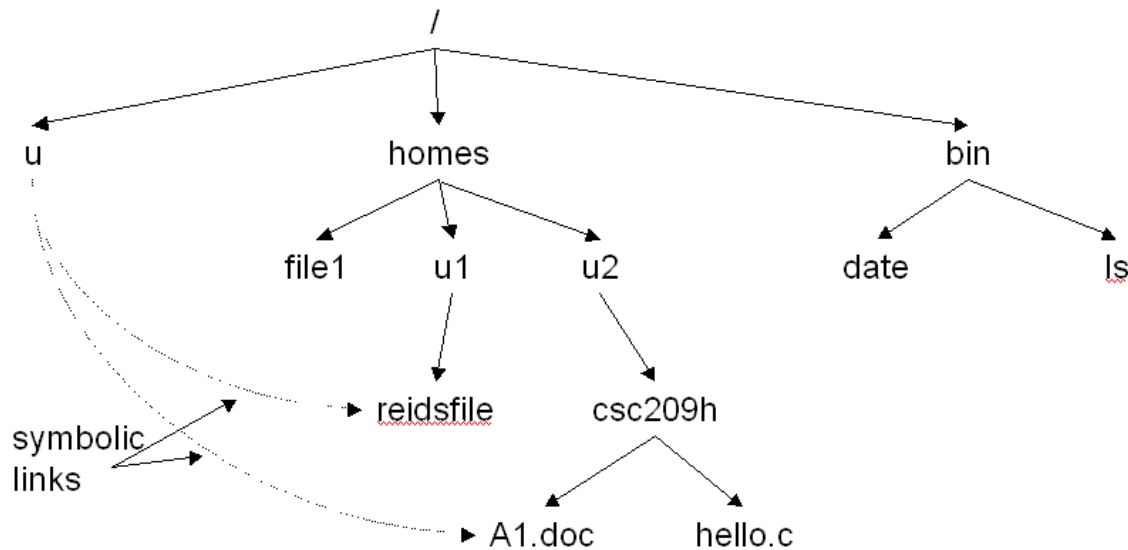 /
u homes bin
file1 u1 u2 date ls
reidsfile csc209h
symbolic
links
A1.doc hello.c